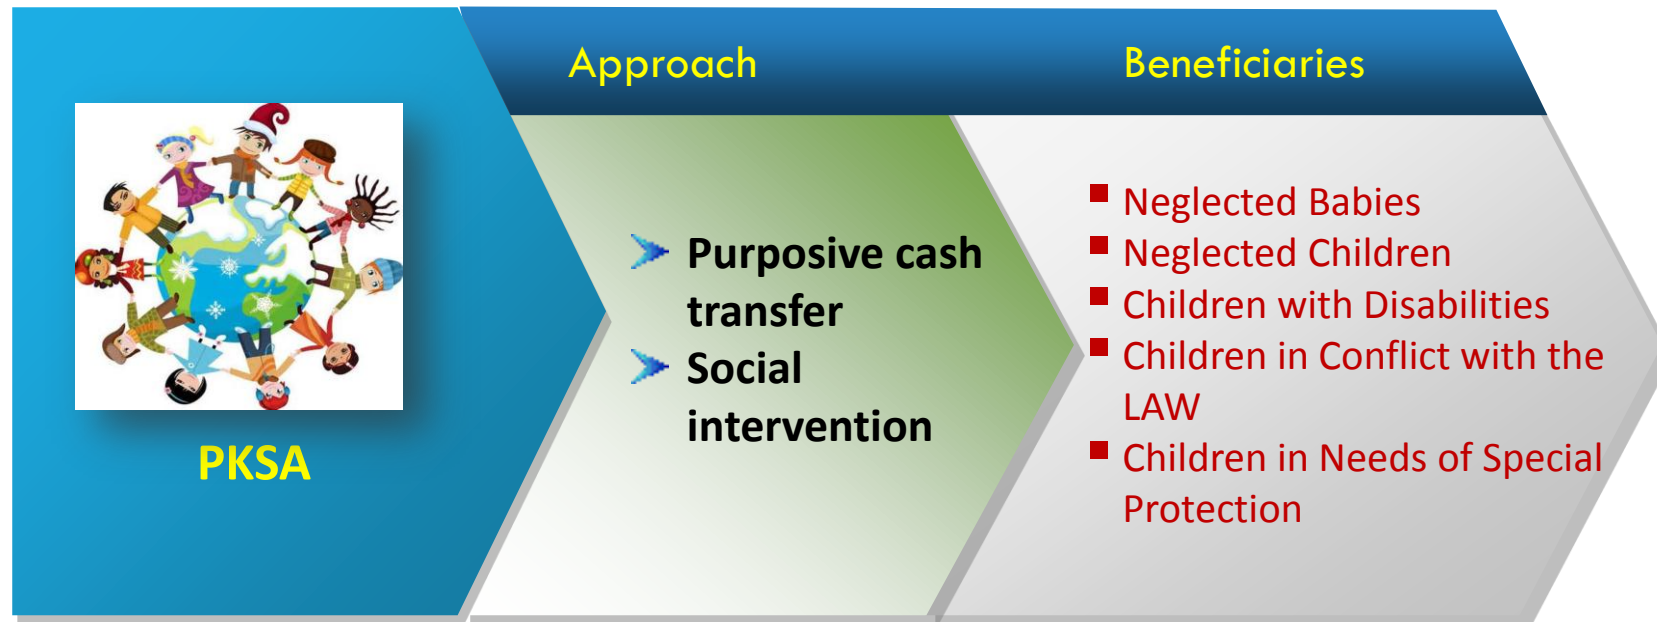 Approach
Beneficiaries
PKSA
Purposive cash
transfer
Social
intervention
Neglected Babies
Neglected Children
Children with Disabilities
Children in Conflict with the
LAW
Children in Needs of Special
Protection